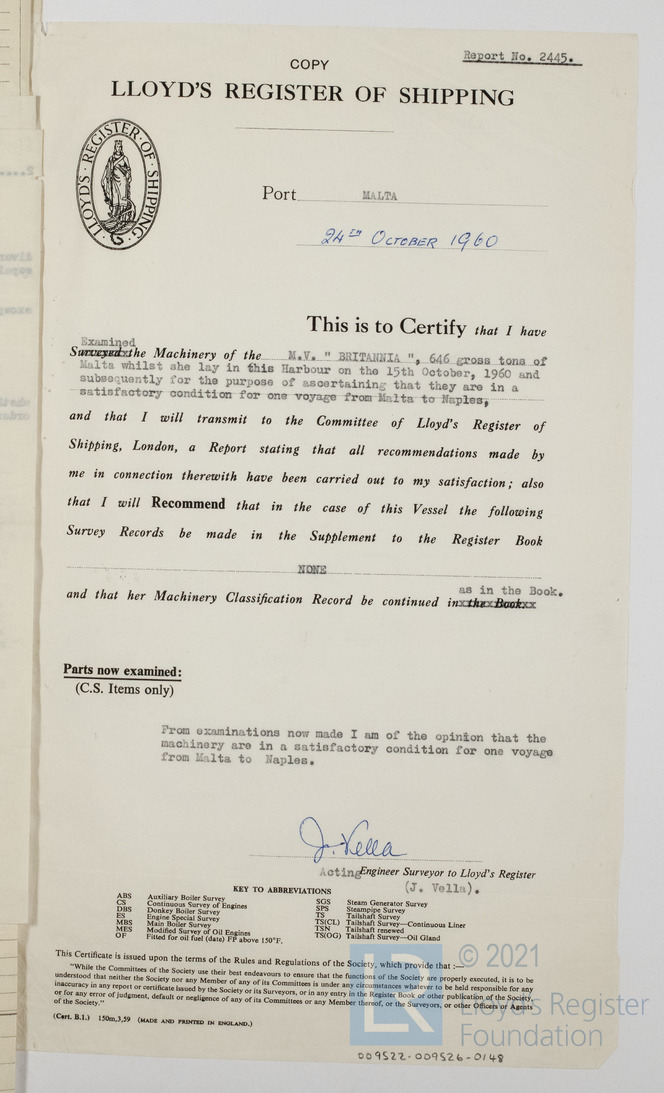 Report No. 2445.
COPY
LLOYD'S REGISTER OF SHIPPING
LLOYD'S · REGISTER · OF · SHIPPING
Port MALTA
24TH OCTOBER 1960
This is to Certify that I have
Examined
Surveyed the Machinery of the M.V. " BRITANNIA ", 646 gross tons of
Malta whilst she lay in this Harbour on the 15th October, 1960 and
subsequently for the purpose of ascertaining that they are in a
satisfactory condition for one voyage from Malta to Naples,
and that I will transmit to the Committee of Lloyd's Register of
Shipping, London, a Report stating that all recommendations made by
me in connection therewith have been carried out to my satisfaction; also
that I will Recommend that in the case of this Vessel the following
Survey Records be made in the Supplement to the Register Book
NONE
as in the Book.
and that her Machinery Classification Record be continued in the Book
Parts now examined:
(C.S. Items only)
From examinations now made I am of the opinion that the
machinery are in a satisfactory condition for one voyage
from Malta to Naples.
J. Vella
Acting Engineer Surveyor to Lloyd's Register
(J. Vella).
KEY TO ABBREVIATIONS
ABS Auxiliary Boiler Survey
CS Continuous Survey of Engines
DBS Donkey Boiler Survey
ES Engine Special Survey
MBS Main Boiler Survey
MES Modified Survey of Oil Engines
OF Fitted for oil fuel (date) FP above 150°F.
SGS Steam Generator Survey
SPS Steampipe Survey
TS Tailshaft Survey
TS(CL) Tailshaft Survey—Continuous Liner
TSN Tailshaft renewed
TS(OG) Tailshaft Survey—Oil Gland
This Certificate is issued upon the terms of the Rules and Regulations of the Society, which provide that :—
"While the Committees of the Society use their best endeavours to ensure that the functions of the Society are properly executed, it is to be
understood that neither the Society nor any Member of any of its Committees is under any circumstances whatever to be held responsible for any
inaccuracy in any report or certificate issued by the Society or its Surveyors, or in any entry in the Register Book or other publication of the Society,
or for any error of judgment, default or negligence of any of its Committees or any Member thereof, or the Surveyors, or other Officers or Agents
of the Society."
(Cert. B.1.) 150m,3,59 (MADE AND PRINTED IN ENGLAND.)
LR
© 2021
Lloyd's Register
Foundation
009522-009526-0148